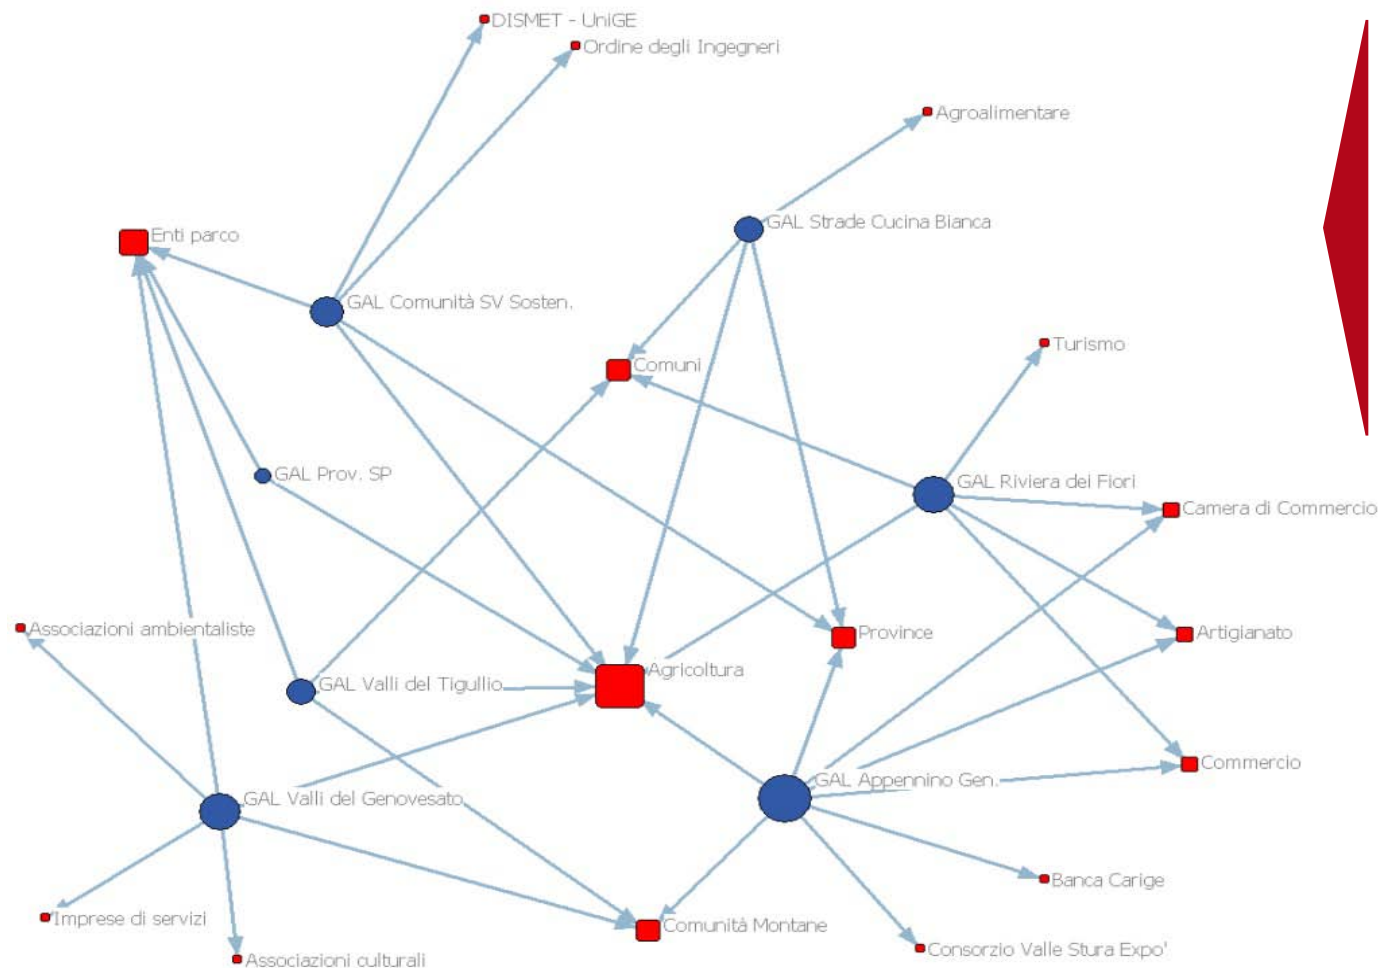 DISMET - UniGE
Ordine degli Ingegneri
Agroalimentare
GAL Strade Cucina Bianca
Enti parco
GAL Comunità SV Sosten.
Turismo
Comuni
GAL Prov. SP
GAL Riviera dei Fiori
Camera di Commercio
Associazioni ambientaliste
Province
Artigianato
Agricoltura
GAL Valli del Tigullio
Commercio
GAL Appennino Gen.
GAL Valli del Genovesato
Banca Carige
Imprese di servizi
Comunità Montane
Consorzio Valle Stura Expo'
Associazioni culturali